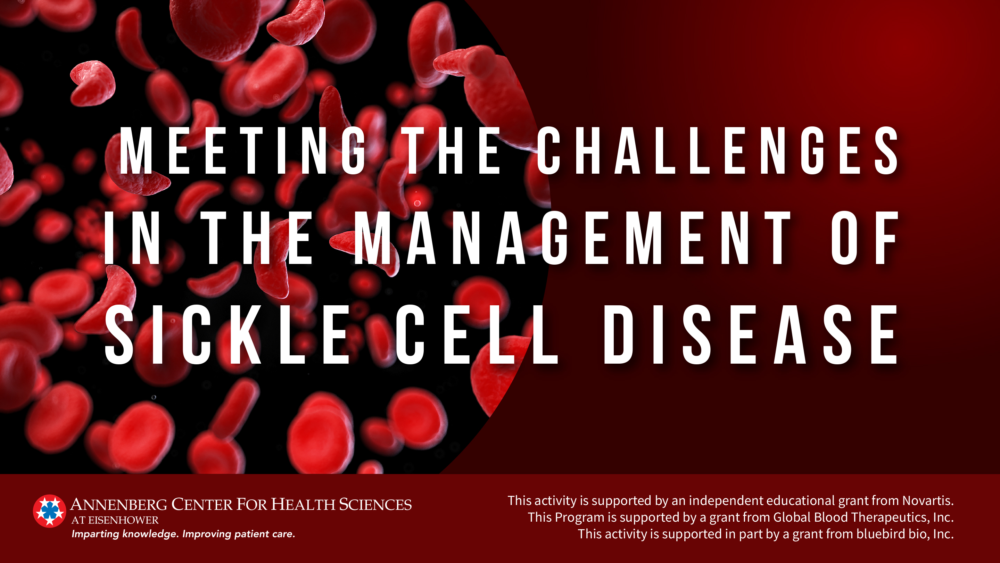 MEETING THE CHALLENGES
IN THE MANAGEMENT OF
SICKLE CELL DISEASE
ANNENBERG CENTER FOR HEALTH SCIENCES
AT EISENHOWER
Imparting knowledge. Improving patient care.
This activity is supported by an independent educational grant from Novartis.
This Program is supported by a grant from Global Blood Therapeutics, Inc.
This activity is supported in part by a grant from bluebird bio, Inc.